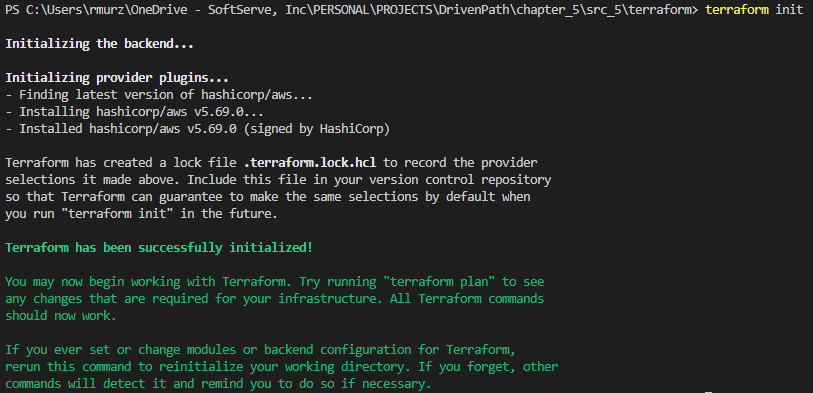 PS C:\Users\rmurz\OneDrive - SoftServe, Inc\PERSONAL\PROJECTS\DrivenPath\chapter_5\src_5\terraform> terraform init
Initializing the backend...
Initializing provider plugins...
- Finding latest version of hashicorp/aws...
- Installing hashicorp/aws v5.69.0...
- Installed hashicorp/aws v5.69.0 (signed by HashiCorp)
Terraform has created a lock file .terraform.lock.hcl to record the provider
selections it made above. Include this file in your version control repository
so that Terraform can guarantee to make the same selections by default when
you run "terraform init" in the future.
Terraform has been successfully initialized!
You may now begin working with Terraform. Try running "terraform plan" to see
any changes that are required for your infrastructure. All Terraform commands
should now work.
If you ever set or change modules or backend configuration for Terraform,
rerun this command to reinitialize your working directory. If you forget, other
commands will detect it and remind you to do so if necessary.